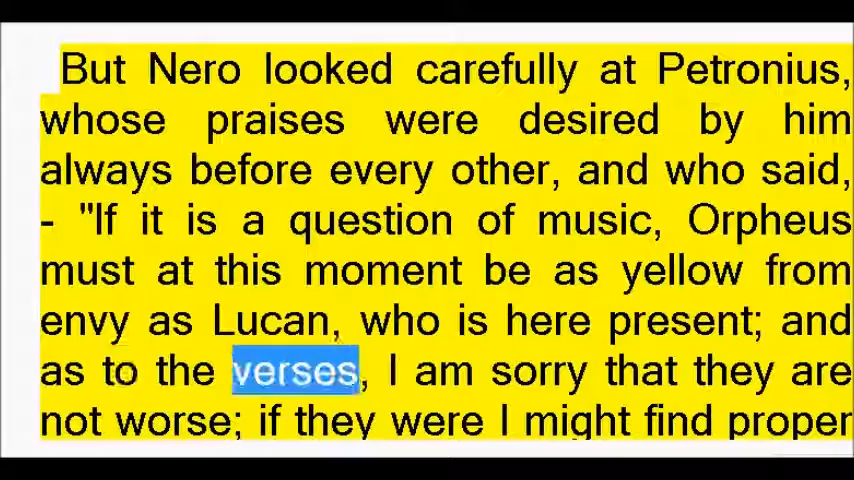 But Nero looked carefully at Petronius,
whose praises were desired by him
always before every other, and who said,
- "If it is a question of music, Orpheus
must at this moment be as yellow from
envy as Lucan, who is here present; and
as to the verses, I am sorry that they are
not worse; if they were I might find proper